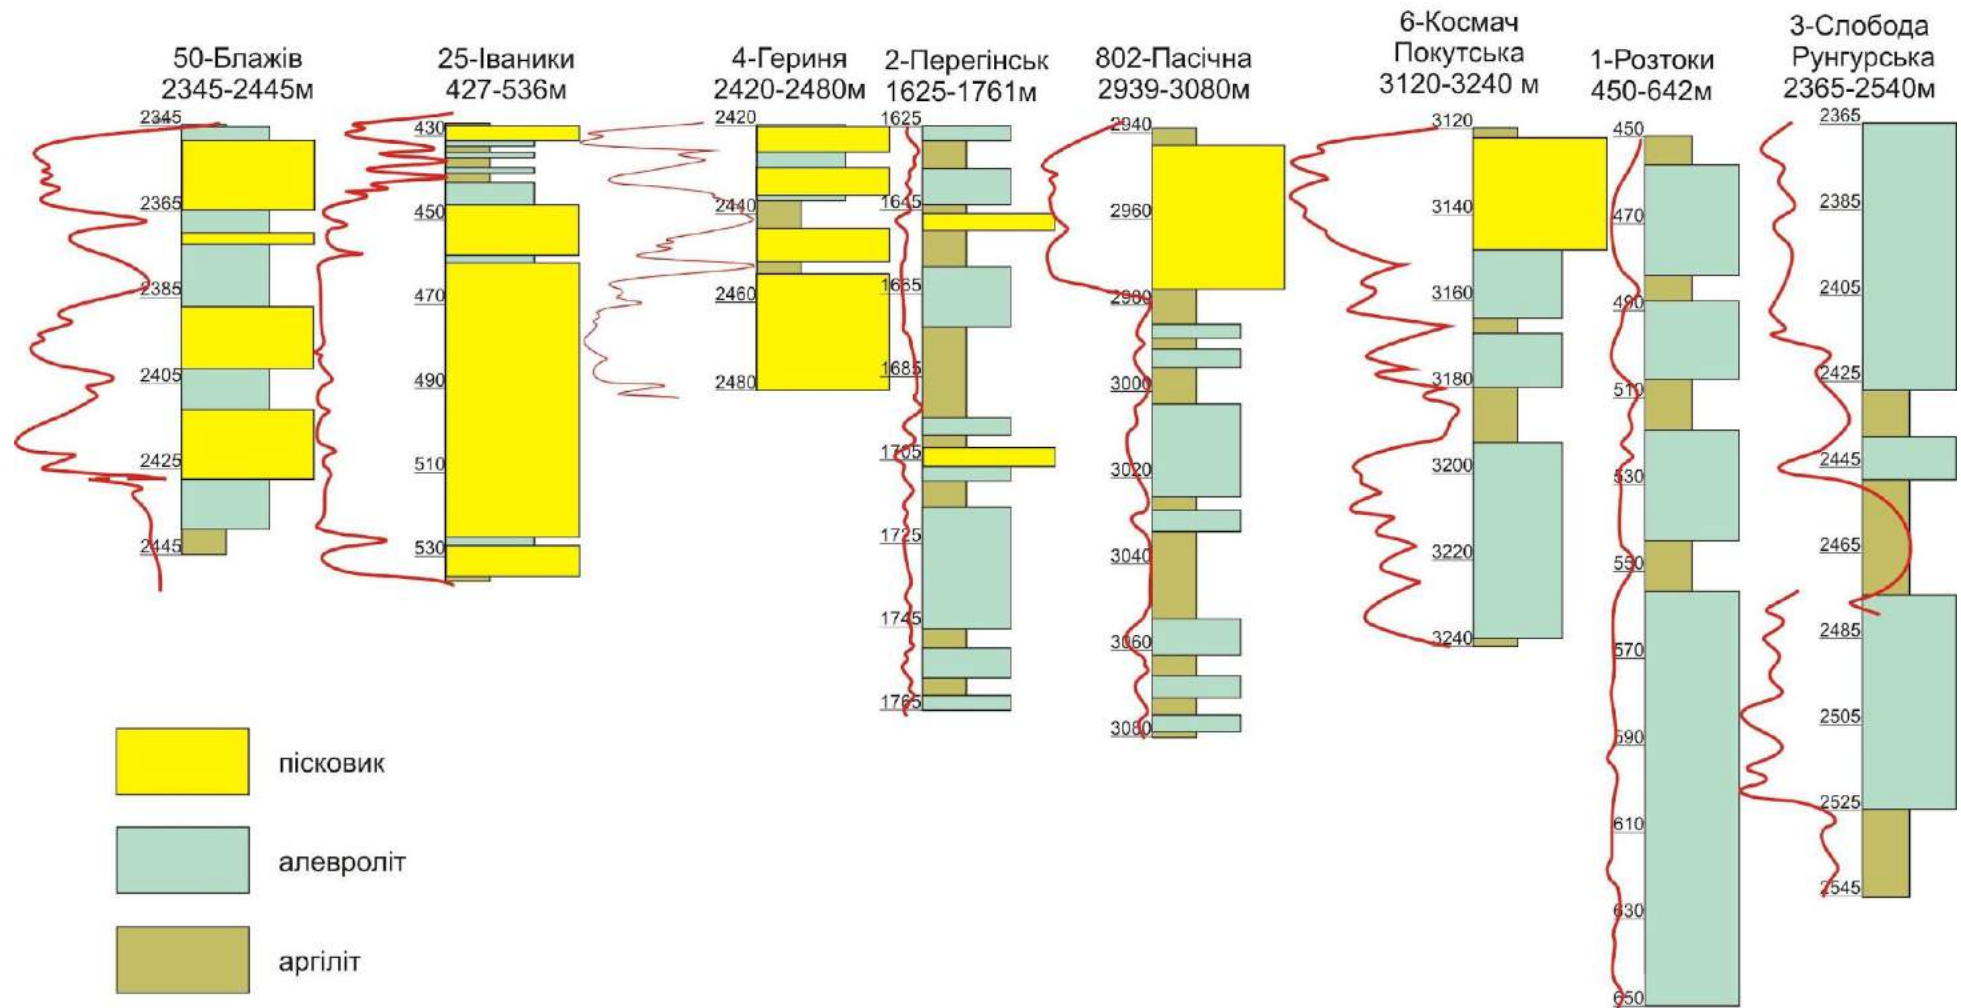 50-Блажів
2345-2445м
25-Іваники
427-536м
4-Гериня
2420-2480м
2-Перегінськ
1625-1761м
802-Пасічна
2939-3080м
6-Космач
Покутська
3120-3240 м
1-Розтоки
450-642м
3-Слобода
Рунгурська
2365-2540м
2345
2365
2385
2405
2425
2445
430
450
470
490
510
530
2420
2440
2460
2480
1625
1645
1665
1685
1705
1725
1745
1765
2940
2960
2980
3000
3020
3040
3060
3080
3120
3140
3160
3180
3200
3220
3240
450
470
490
510
530
550
570
590
610
630
650
2365
2385
2405
2425
2445
2465
2485
2505
2525
2545
пісковик
алевроліт
аргіліт